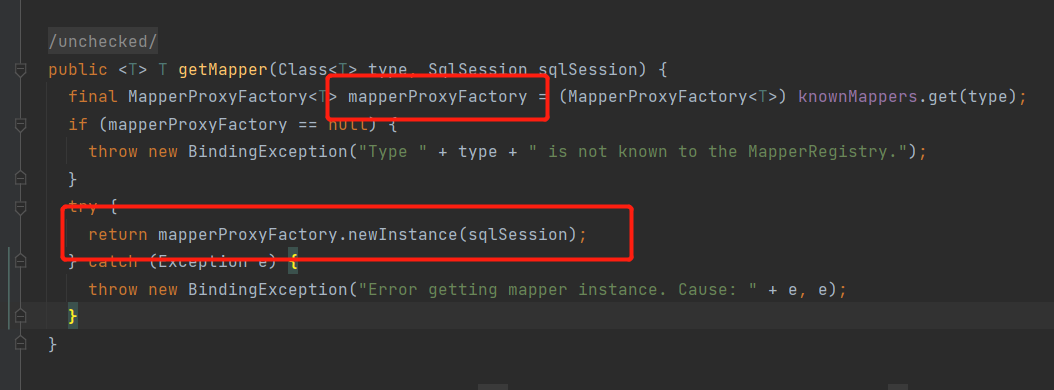 /unchecked/
public <T> T getMapper(Class<T> type, SqlSession sqlSession) {
final MapperProxyFactory<T> mapperProxyFactory = (MapperProxyFactory<T>) knownMappers.get(type);
if (mapperProxyFactory == null) {
throw new BindingException("Type " + type + " is not known to the MapperRegistry.");
}
try {
return mapperProxyFactory.newInstance(sqlSession);
} catch (Exception e) {
throw new BindingException("Error getting mapper instance. Cause: " + e, e);
}
}